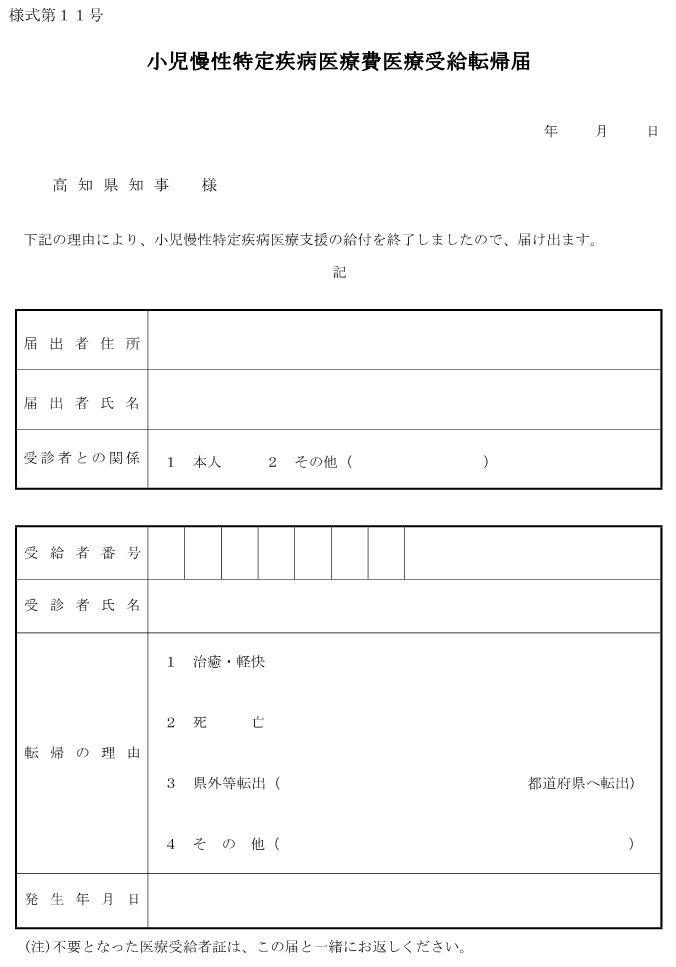 様式第１１号
小児慢性特定疾病医療費医療受給転帰届
年　　月　　日
高知県知事　様
下記の理由により、小児慢性特定疾病医療支援の給付を終了しましたので、届け出ます。
記
届出者住所
届出者氏名
受診者との関係　１　本人　　２　その他（　　　　　　）
受給者番号
受診者氏名
転帰の理由
１　治癒・軽快
２　死　　亡
３　県外等転出（　　　　　　都道府県へ転出）
４　そ　の　他（　　　　　　）
発生年月日
（注）不要となった医療受給者証は、この届と一緒にお返しください。